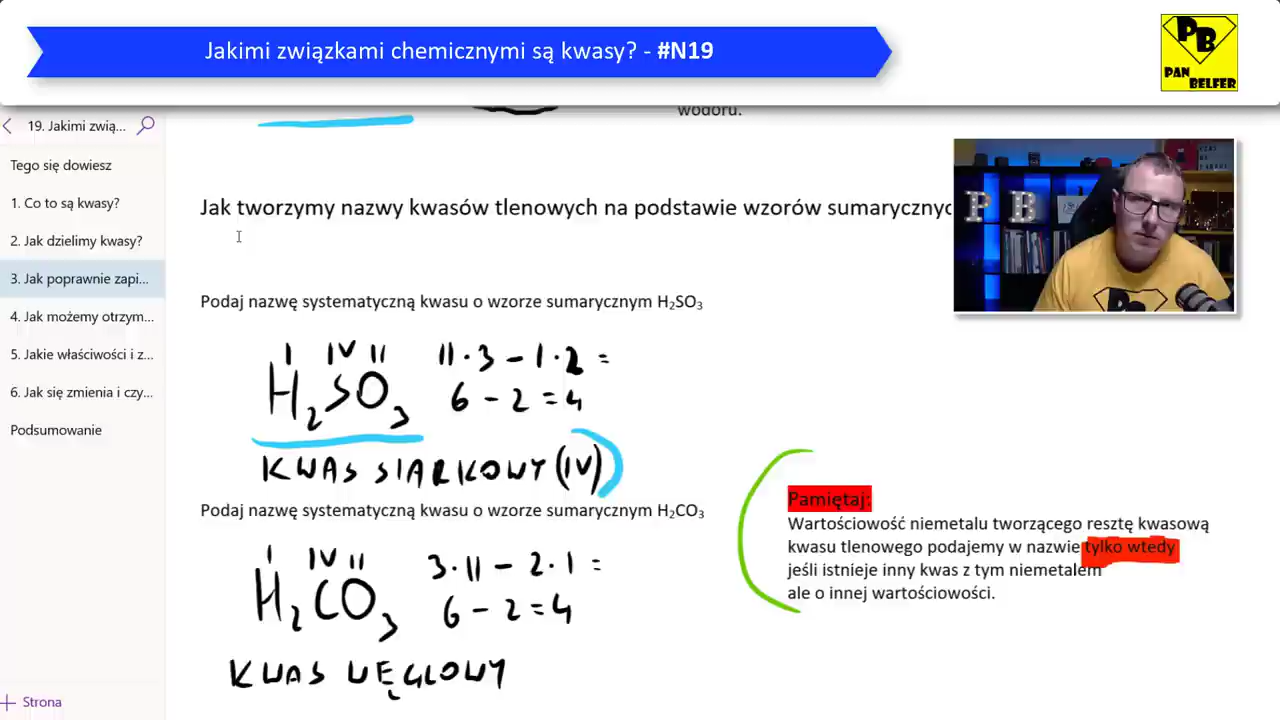 Jakimi związkami chemicznymi są kwasy? - #N19
PB
PAN
BELFER
19. Jakimi zwią...
Tego się dowiesz
1. Co to są kwasy?
2. Jak dzielimy kwasy?
3. Jak poprawnie zapi...
4. Jak możemy otrzym...
5. Jakie właściwości i z...
6. Jak się zmienia i czy...
Podsumowanie
Strona
wodoru.
Jak tworzymy nazwy kwasów tlenowych na podstawie wzorów sumarycznyc
P B
Podaj nazwę systematyczną kwasu o wzorze sumarycznym H₂SO₃
I IV II
H₂SO₃
II·3 - 1·2 =
6 - 2 = 4
KWAS SIARKOWY (IV)
Podaj nazwę systematyczną kwasu o wzorze sumarycznym H₂CO₃
I IV II
H₂CO₃
3·II - 2·1 =
6 - 2 = 4
KWAS WĘGLOWY
Pamiętaj:
Wartościowość niemetalu tworzącego resztę kwasową
kwasu tlenowego podajemy w nazwie tylko wtedy
jeśli istnieje inny kwas z tym niemetalem
ale o innej wartościowości.